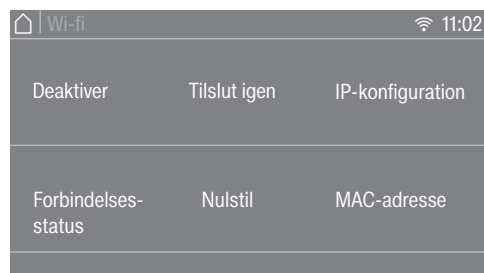 Wi-fi 11:02
Deaktiver Tilslut igen IP-konfiguration
Forbindelses- Nulstil MAC-adresse
status